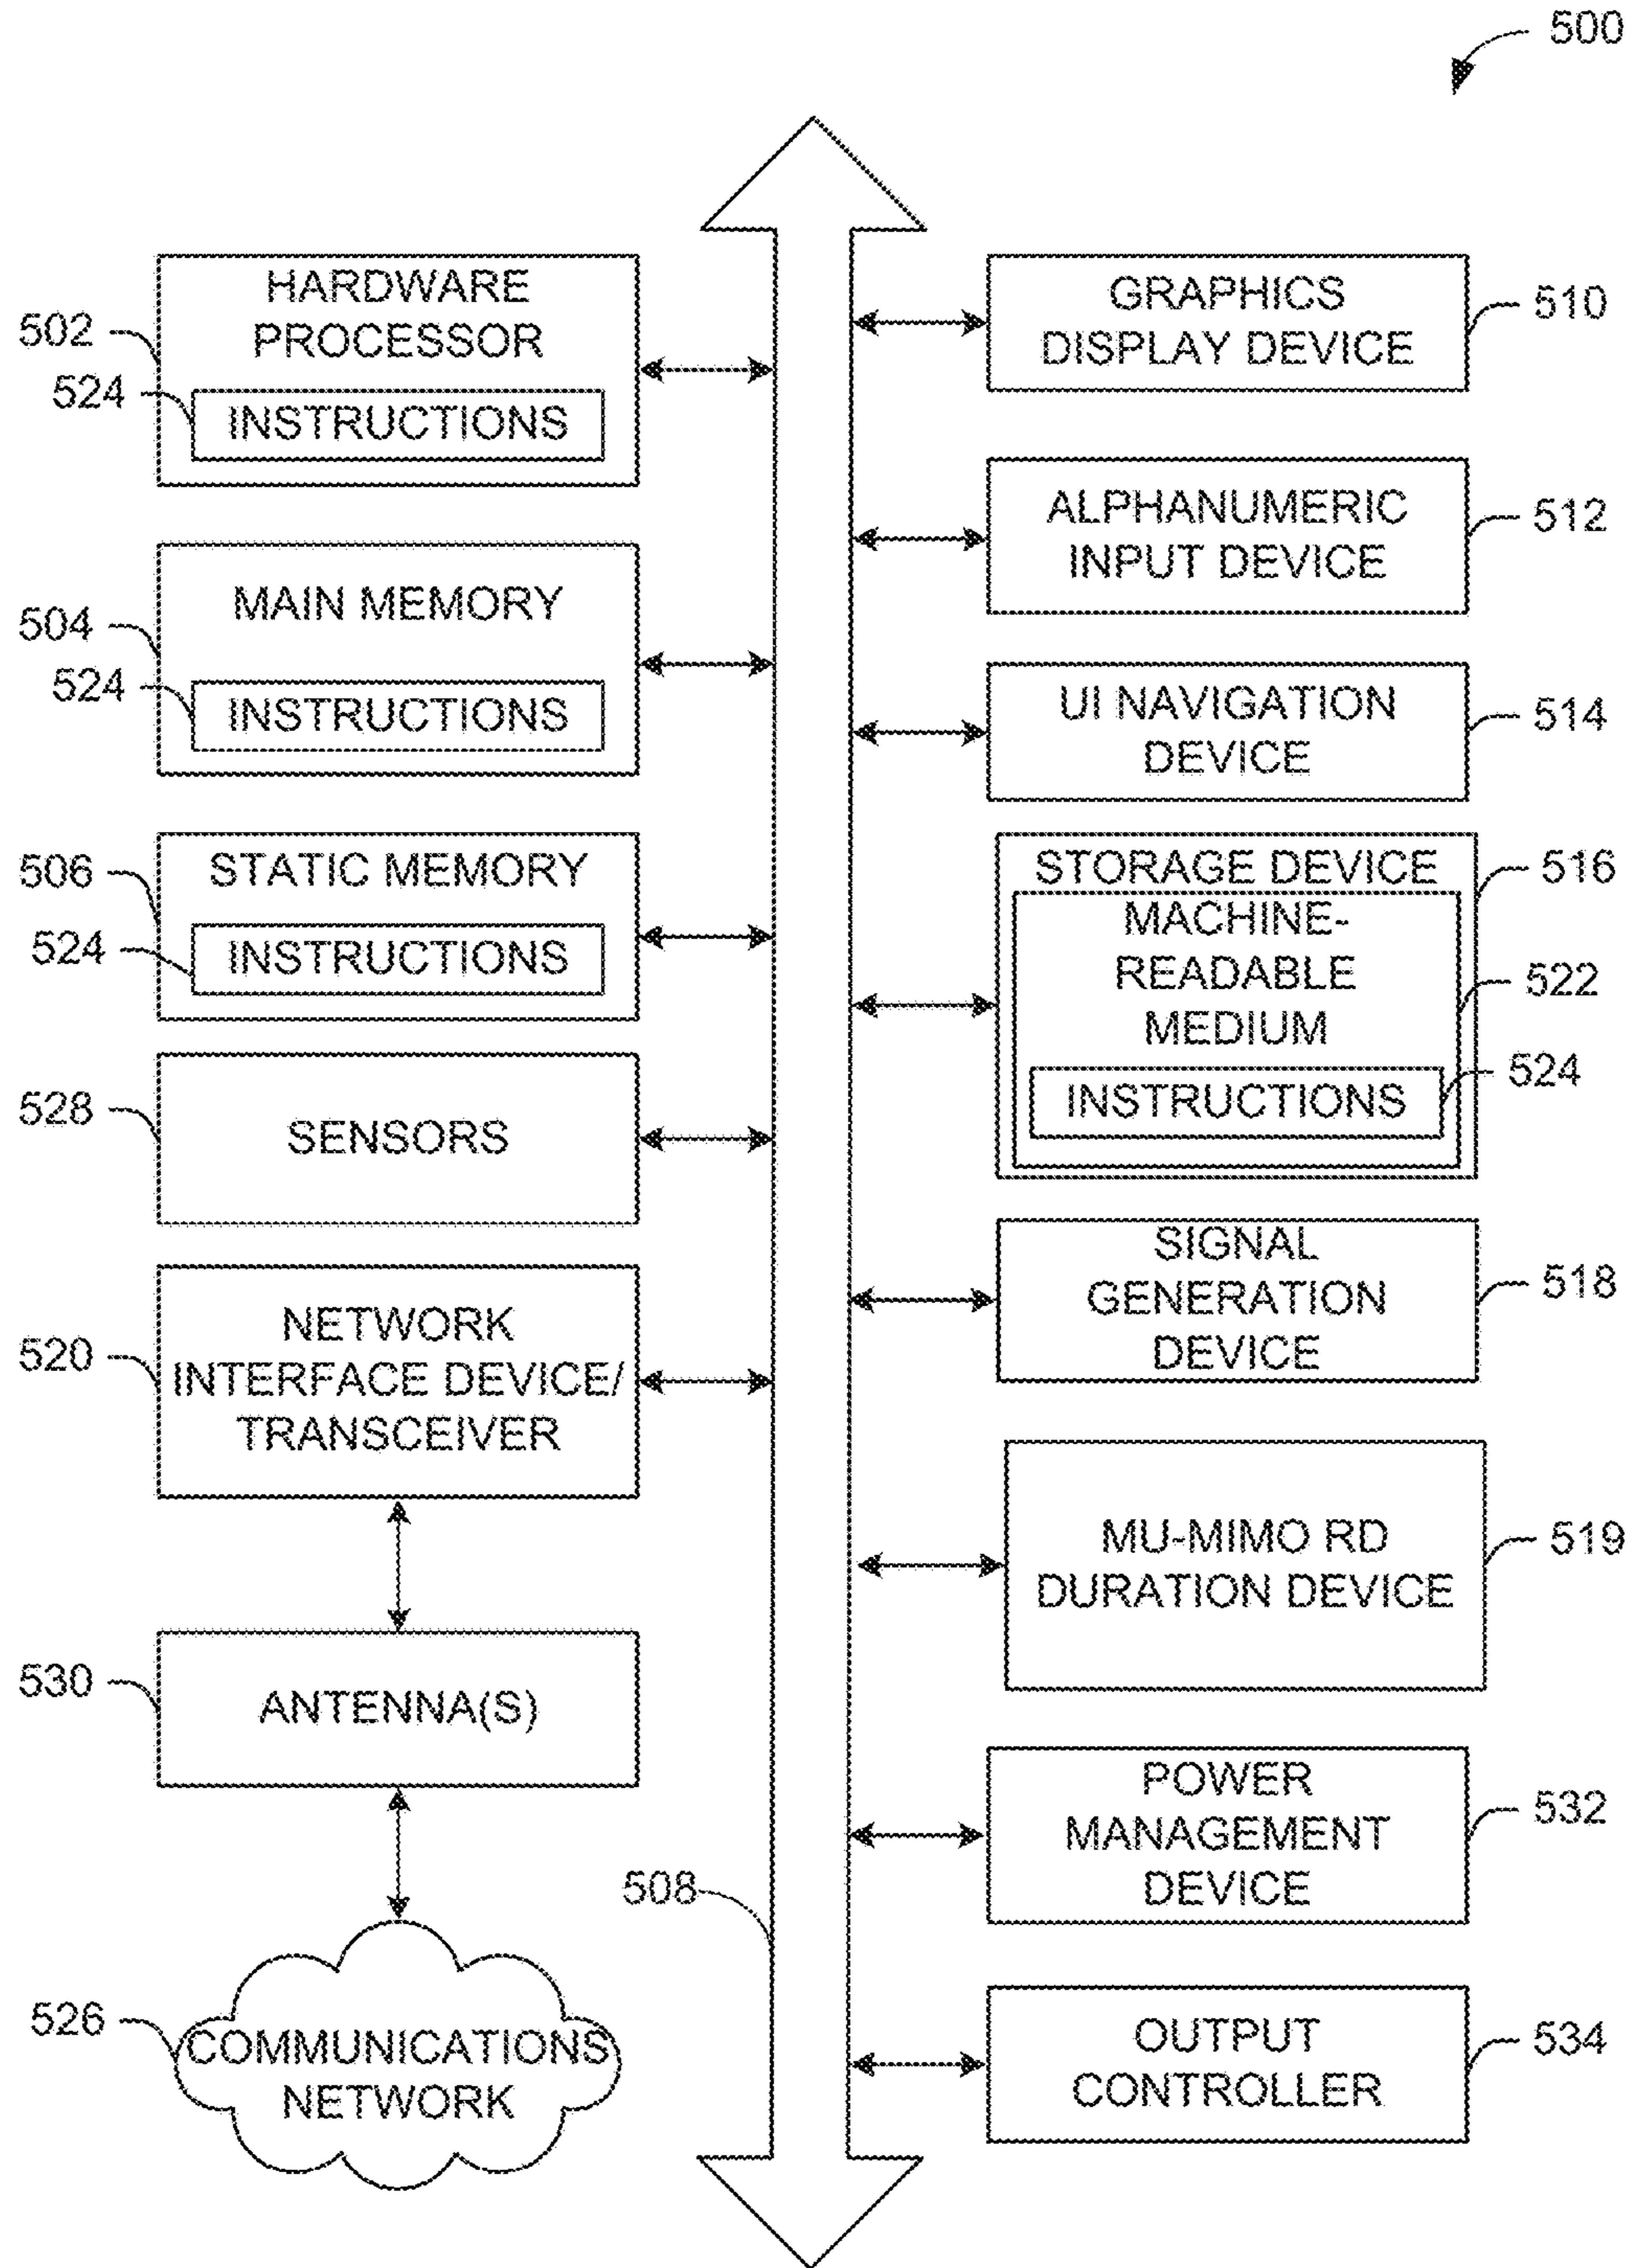 500
HARDWARE
PROCESSOR
502
524
INSTRUCTIONS
MAIN MEMORY
504
524
INSTRUCTIONS
STATIC MEMORY
506
524
INSTRUCTIONS
528
SENSORS
NETWORK
INTERFACE DEVICE/
TRANSCEIVER
520
530
ANTENNA(S)
526
COMMUNICATIONS
NETWORK
508
GRAPHICS
DISPLAY DEVICE
510
ALPHANUMERIC
INPUT DEVICE
512
UI NAVIGATION
DEVICE
514
STORAGE DEVICE
516
MACHINE-
READABLE
MEDIUM
522
INSTRUCTIONS
524
SIGNAL
GENERATION
DEVICE
518
MU-MIMO RD
DURATION DEVICE
519
POWER
MANAGEMENT
DEVICE
532
OUTPUT
CONTROLLER
534